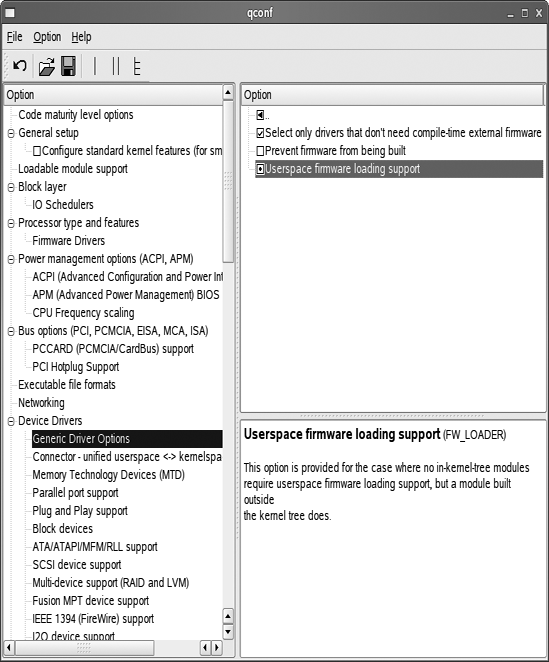 qconf
File Option Help
Option
Code maturity level options
General setup
Configure standard kernel features (for sm
Loadable module support
Block layer
IO Schedulers
Processor type and features
Firmware Drivers
Power management options (ACPI, APM)
ACPI (Advanced Configuration and Power Int
APM (Advanced Power Management) BIOS
CPU Frequency scaling
Bus options (PCI, PCMCIA, EISA, MCA, ISA)
PCCARD (PCMCIA/CardBus) support
PCI Hotplug Support
Executable file formats
Networking
Device Drivers
Generic Driver Options
Connector - unified userspace <-> kernelspa
Memory Technology Devices (MTD)
Parallel port support
Plug and Play support
Block devices
ATA/ATAPI/MFM/RLL support
SCSI device support
Multi-device support (RAID and LVM)
Fusion MPT device support
IEEE 1394 (FireWire) support
I2O device support
Option
..
Select only drivers that don't need compile-time external firmware
Prevent firmware from being built
Userspace firmware loading support
Userspace firmware loading support (FW_LOADER)
This option is provided for the case where no in-kernel-tree modules
require userspace firmware loading support, but a module built
outside
the kernel tree does.